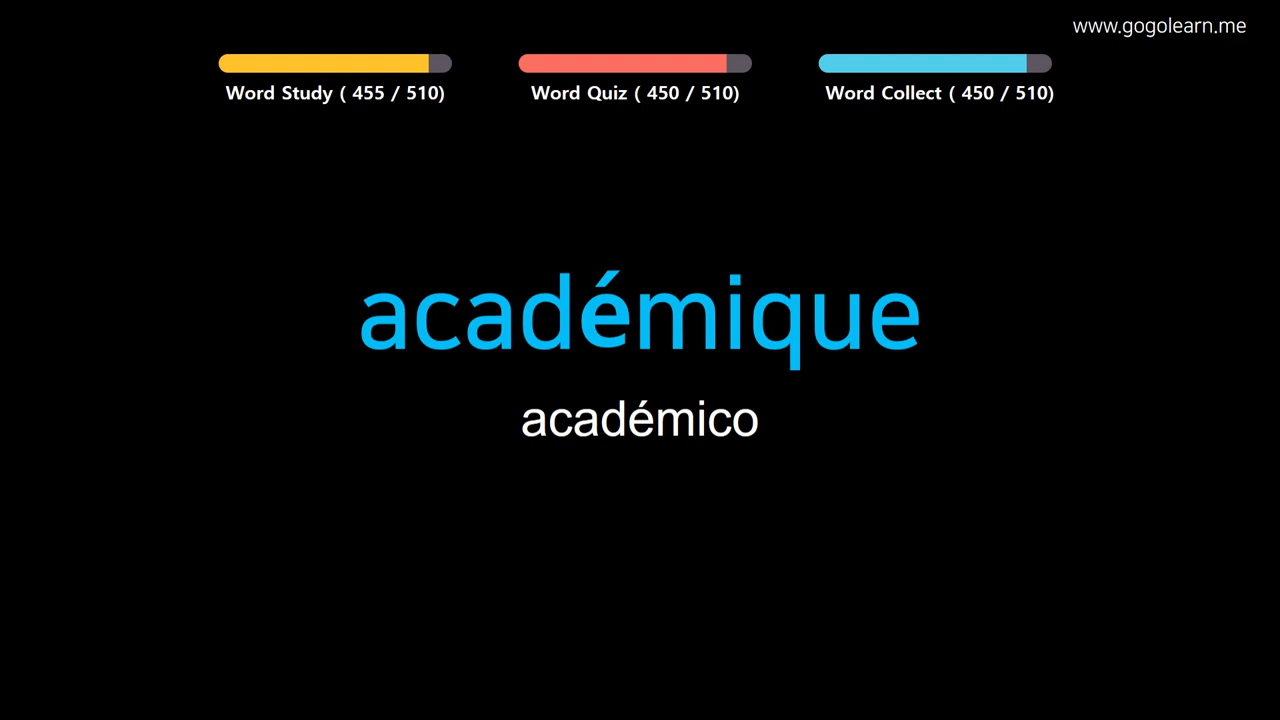 www.gogolearn.me
Word Study ( 455 / 510)
Word Quiz ( 450 / 510)
Word Collect ( 450 / 510)
académique
académico